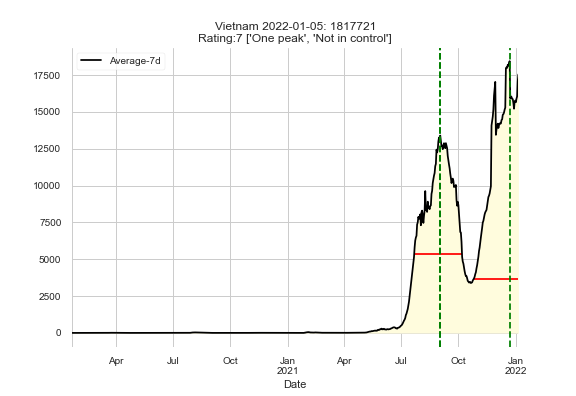 Vietnam 2022-01-05: 1817721
Rating:7 ['One peak', 'Not in control']
Average-7d
17500
15000
12500
10000
7500
5000
2500
0
Apr
Jul
Oct
Jan
2021
Apr
Jul
Oct
Jan
2022
Date